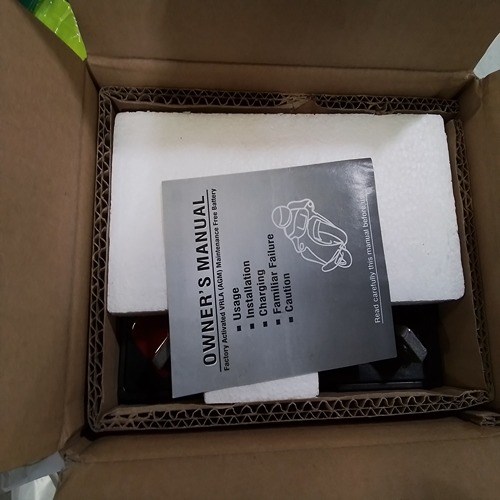 OWNER'S MANUAL
Factory Activated VRLA (AGM) Maintenance Free Battery
Usage
Installation
Charging
Familiar Failure
Caution
Read carefully this manual before